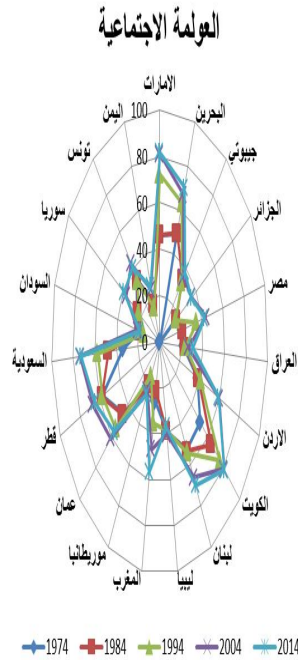 العولمة الاجتماعية
الامارات
اليمن
البحرين
تونس
جيبوتي
سوريا
الجزائر
السودان
مصر
السعودية
العراق
قطر
الاردن
عمان
الكويت
موريطانيا
لبنان
المغرب
ليبيا
100
80
60
40
20
0
1974 1984 1994 2004 2014